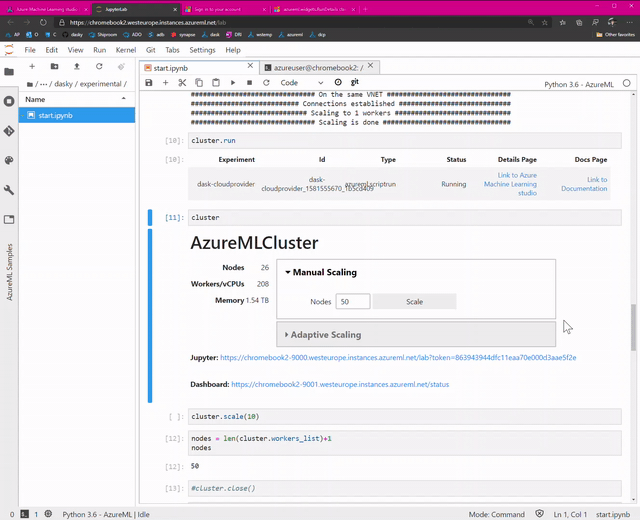 Azure Machine Learning Studio
JupyterLab
Sign in to your account
azureml.widgets.RunDetails class
https://chromebook2.westeurope.instances.azureml.net/lab
AP
O
GH
dasky
Shiproom
ADO
ab
synapse
dask
DRI
wstemp
azureml
dcp
Other favorites
File Edit View Run Kernel Git Tabs Settings Help
start.ipynb
azureuser@chromebook2: /
Code
git
Python 3.6 - AzureML
/ ··· / dasky / experimental /
Name
start.ipynb
AzureML Samples
############################ On the same VNET ############################
Connections established
Scaling to 1 workers
Scaling is done
[10]: cluster.run
[10]: Experiment Id Type Status Details Page Docs Page
dask-cloudprovider
dask-cloudprovider_1581555670_1b5cd409
azureml.scriptrun
Running
Link to Azure Machine Learning studio
Link to Documentation
[11]: cluster
AzureMLCluster
Nodes 26
Workers/vCPUs 208
Memory 1.54 TB
Manual Scaling
Nodes 50 Scale
Adaptive Scaling
Jupyter: https://chromebook2-9000.westeurope.instances.azureml.net/lab?token=863943944dfc11eaa70e000d3aae5f2e
Dashboard: https://chromebook2-9001.westeurope.instances.azureml.net/status
[ ]: cluster.scale(10)
[12]: nodes = len(cluster.workers_list)+1
nodes
[12]: 50
[13]: #cluster.close()
0 1 Python 3.6 - AzureML | Idle
Mode: Command Ln 1, Col 1 start.ipynb